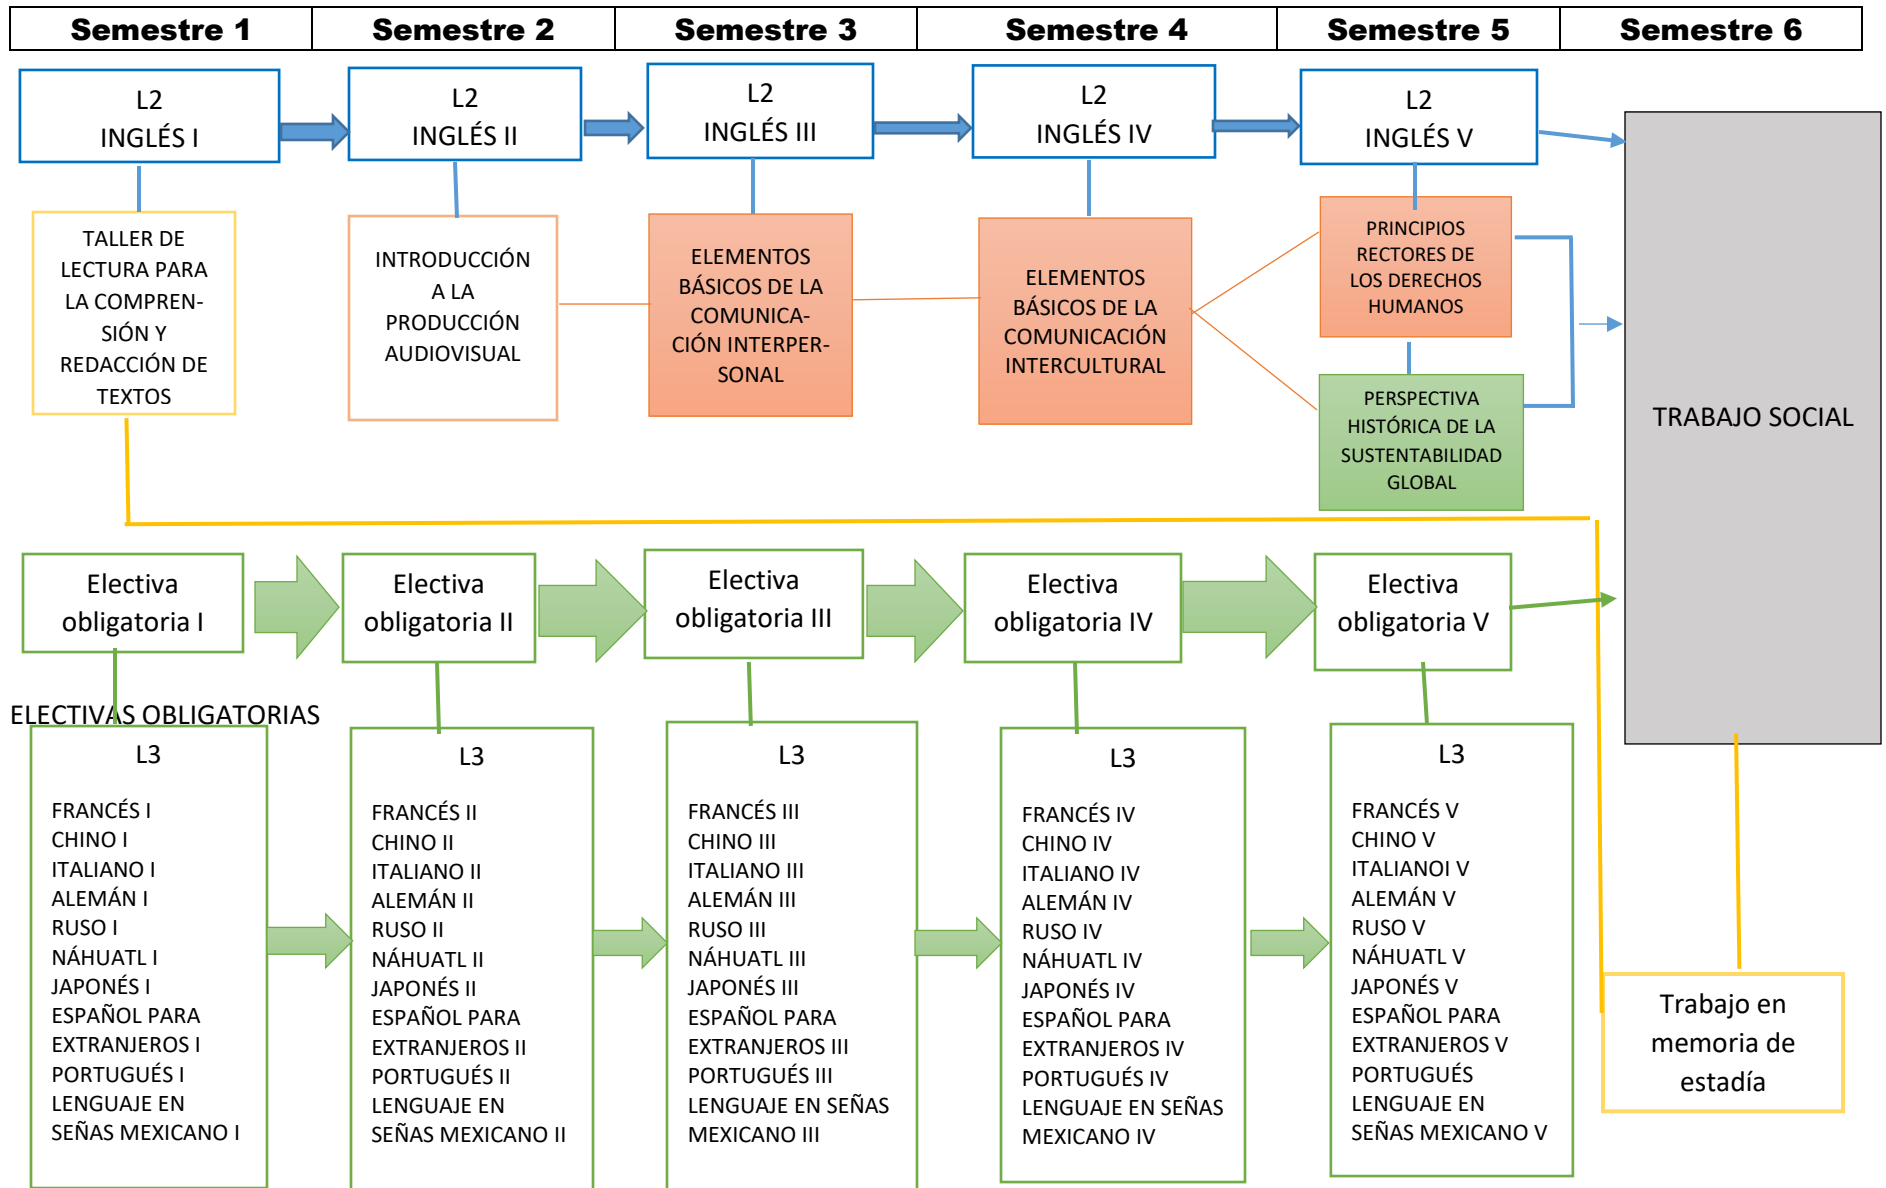 Semestre 1
Semestre 2
Semestre 3
Semestre 4
Semestre 5
Semestre 6
L2
INGLÉS I
L2
INGLÉS II
L2
INGLÉS III
L2
INGLÉS IV
L2
INGLÉS V
TALLER DE
LECTURA PARA
LA COMPREN-
SIÓN Y
REDACCIÓN DE
TEXTOS
INTRODUCCIÓN
A LA
PRODUCCIÓN
AUDIOVISUAL
ELEMENTOS
BÁSICOS DE LA
COMUNICA-
CIÓN INTERPER-
SONAL
ELEMENTOS
BÁSICOS DE LA
COMUNICACIÓN
INTERCULTURAL
PRINCIPIOS
RECTORES DE
LOS DERECHOS
HUMANOS
PERSPECTIVA
HISTÓRICA DE LA
SUSTENTABILIDAD
GLOBAL
TRABAJO SOCIAL
Electiva
obligatoria I
Electiva
obligatoria II
Electiva
obligatoria III
Electiva
obligatoria IV
Electiva
obligatoria V
ELECTIVAS OBLIGATORIAS
L3
FRANCÉS I
CHINO I
ITALIANO I
ALEMÁN I
RUSO I
NÁHUATL I
JAPONÉS I
ESPAÑOL PARA
EXTRANJEROS I
PORTUGUÉS I
LENGUAJE EN
SEÑAS MEXICANO I
L3
FRANCÉS II
CHINO II
ITALIANO II
ALEMÁN II
RUSO II
NÁHUATL II
JAPONÉS II
ESPAÑOL PARA
EXTRANJEROS II
PORTUGUÉS II
LENGUAJE EN
SEÑAS MEXICANO II
L3
FRANCÉS III
CHINO III
ITALIANO III
ALEMÁN III
RUSO III
NÁHUATL III
JAPONÉS III
ESPAÑOL PARA
EXTRANJEROS III
PORTUGUÉS III
LENGUAJE EN SEÑAS
MEXICANO III
L3
FRANCÉS IV
CHINO IV
ITALIANO IV
ALEMÁN IV
RUSO IV
NÁHUATL IV
JAPONÉS IV
ESPAÑOL PARA
EXTRANJEROS IV
PORTUGUÉS IV
LENGUAJE EN SEÑAS
MEXICANO IV
L3
FRANCÉS V
CHINO V
ITALIANOI V
ALEMÁN V
RUSO V
NÁHUATL V
JAPONÉS V
ESPAÑOL PARA
EXTRANJEROS V
PORTUGUÉS
LENGUAJE EN
SEÑAS MEXICANO V
Trabajo en
memoria de
estadía